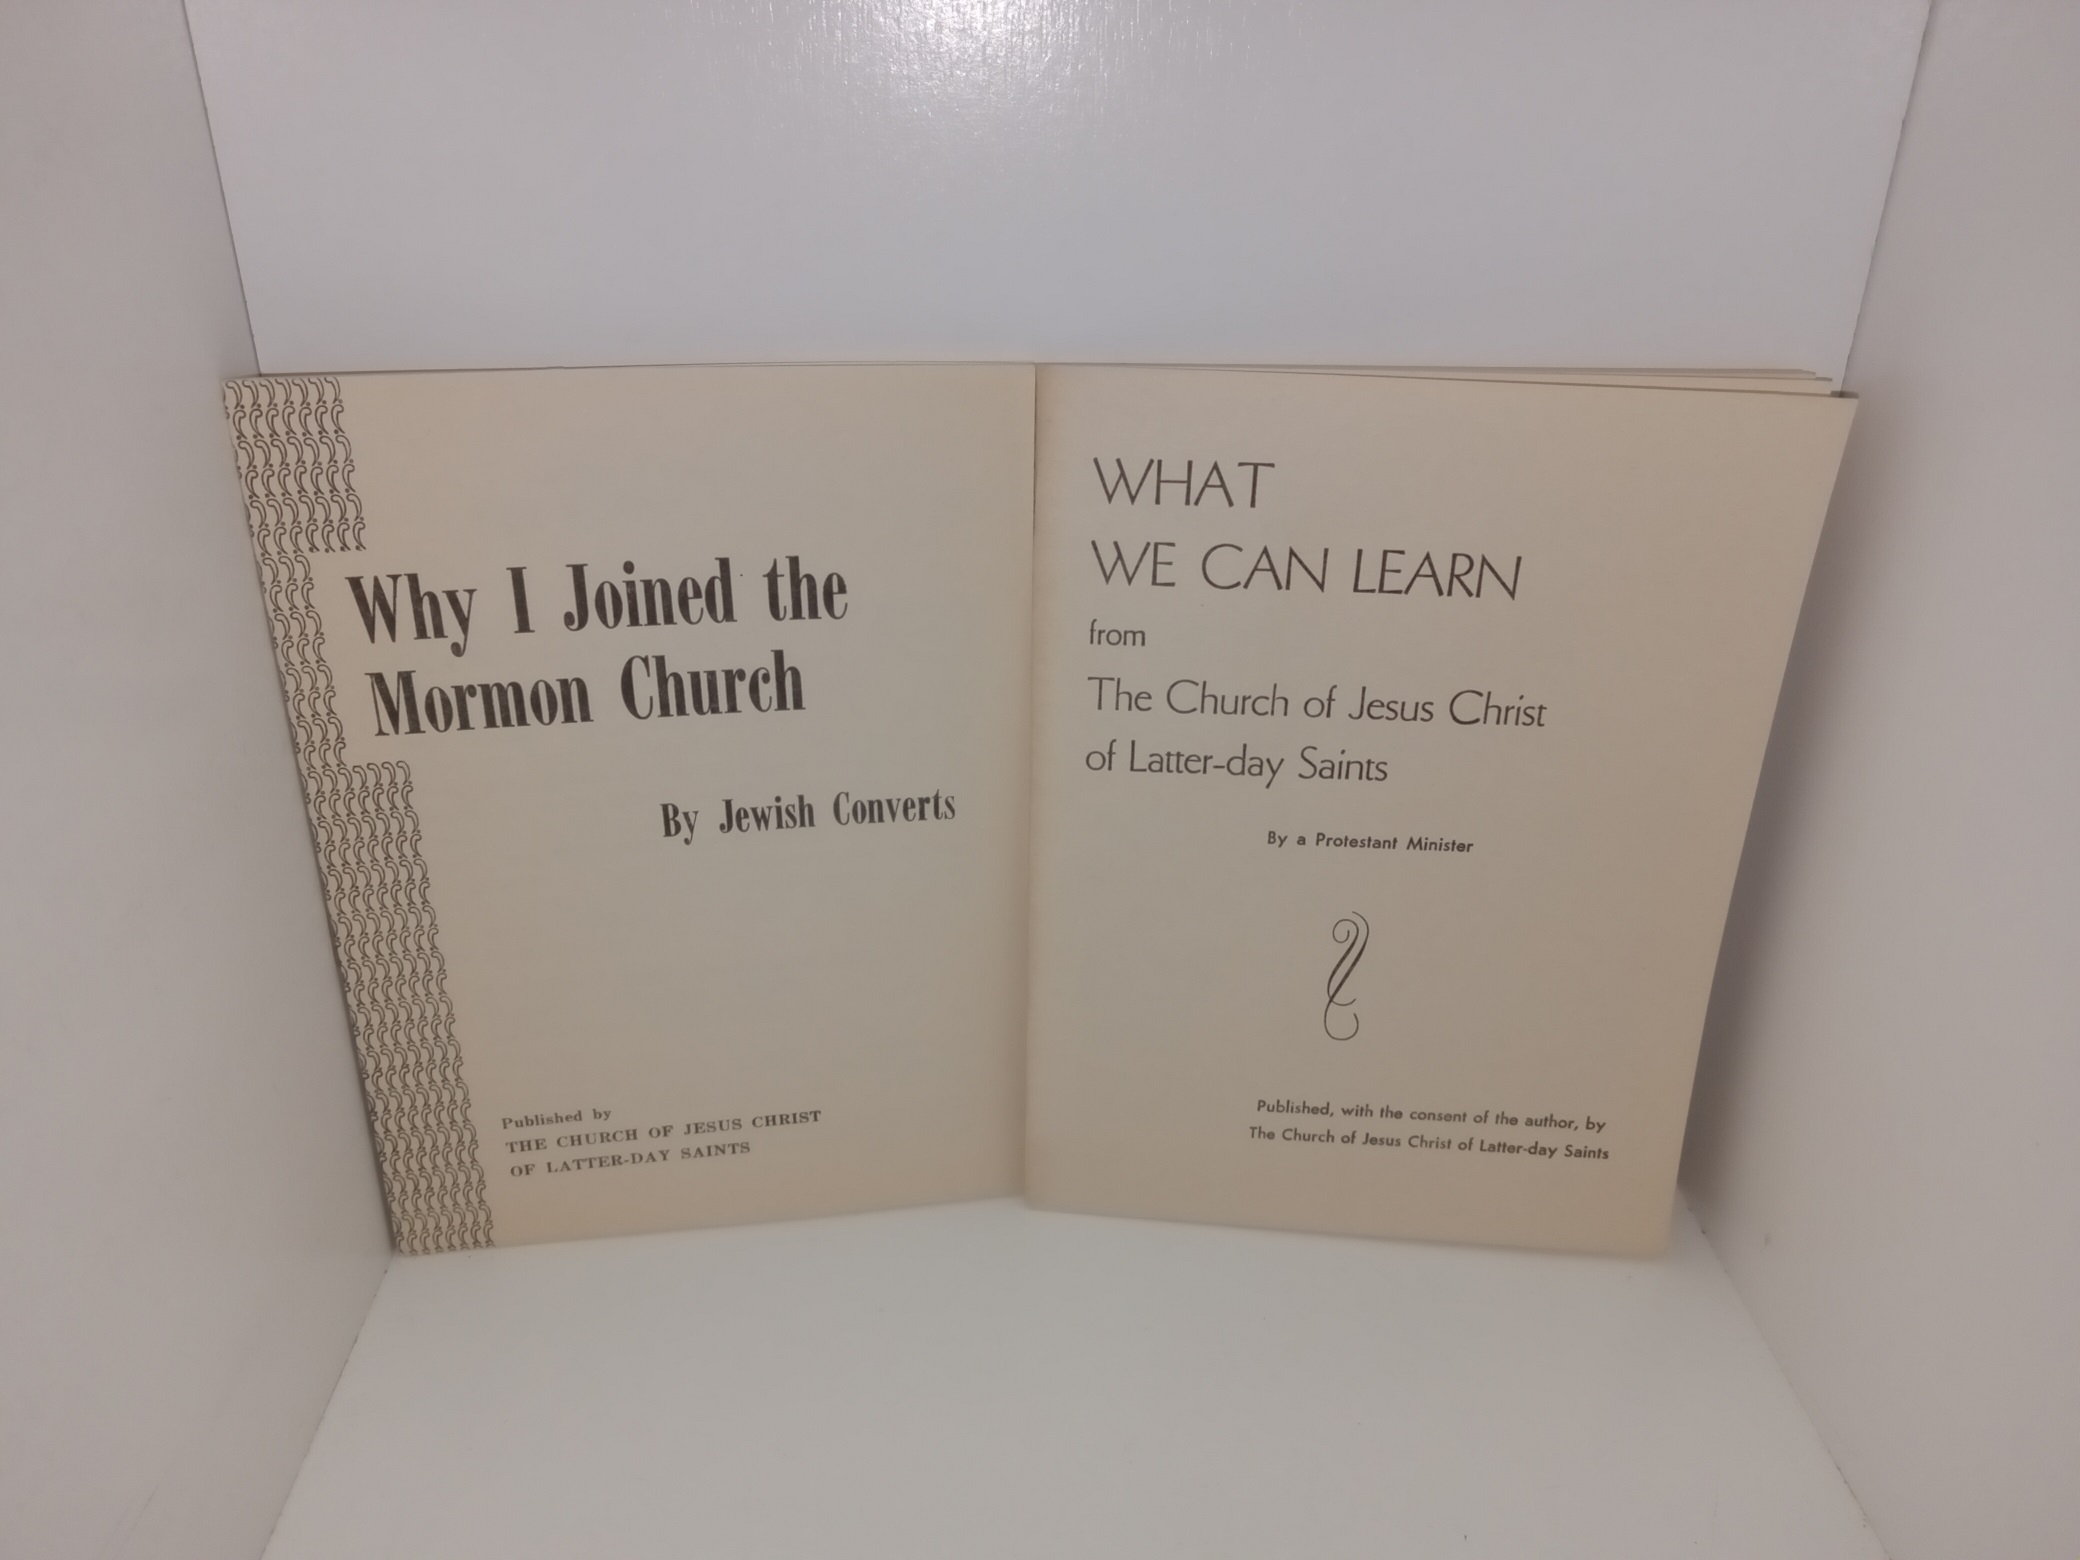 Why I Joined the
Mormon Church
By Jewish Converts
Published by
THE CHURCH OF JESUS CHRIST
OF LATTER-DAY SAINTS
WHAT
WE CAN LEARN
from
The Church of Jesus Christ
of Latter-day Saints
By a Protestant Minister
Published, with the consent of the author, by
The Church of Jesus Christ of Latter-day Saints